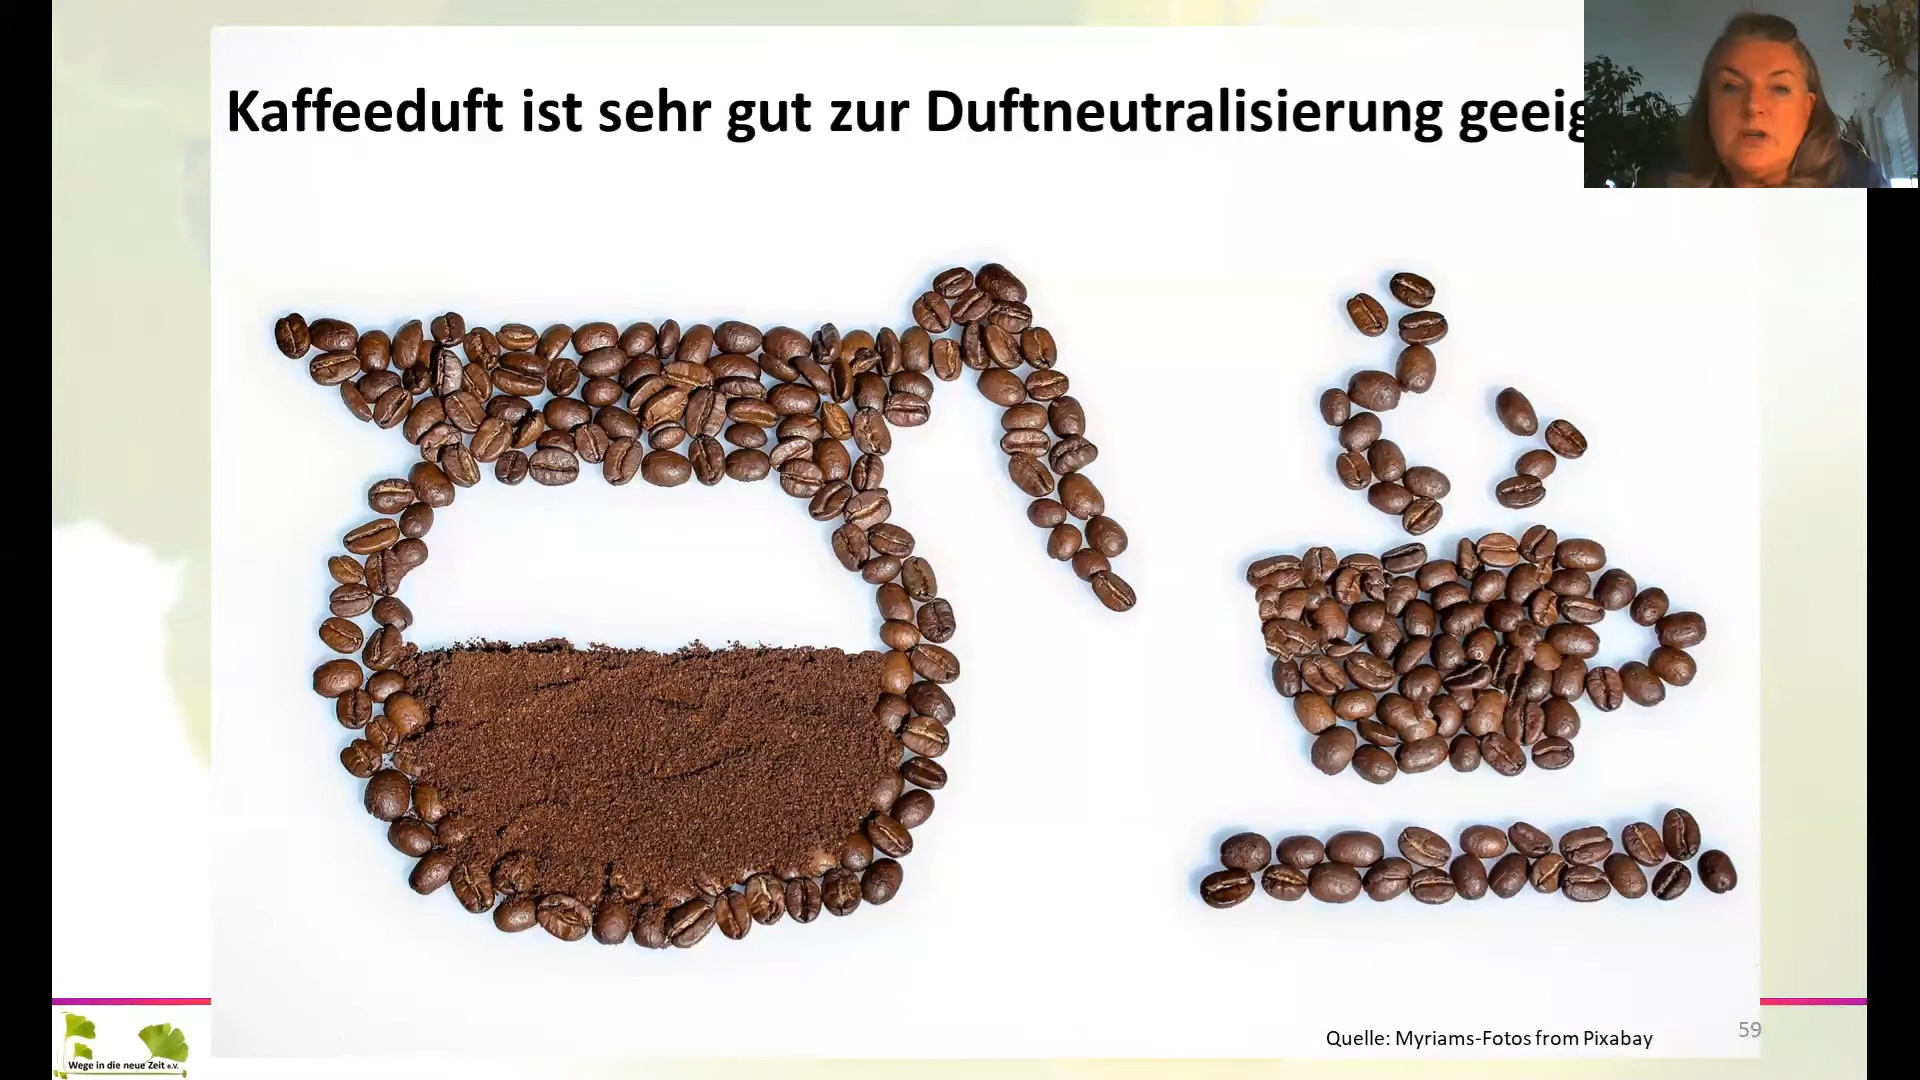 Kaffeeduft ist sehr gut zur Duftneutralisierung geeig
Quelle: Myriams-Fotos from Pixabay
59
Wege in die neue Zeit e.V.